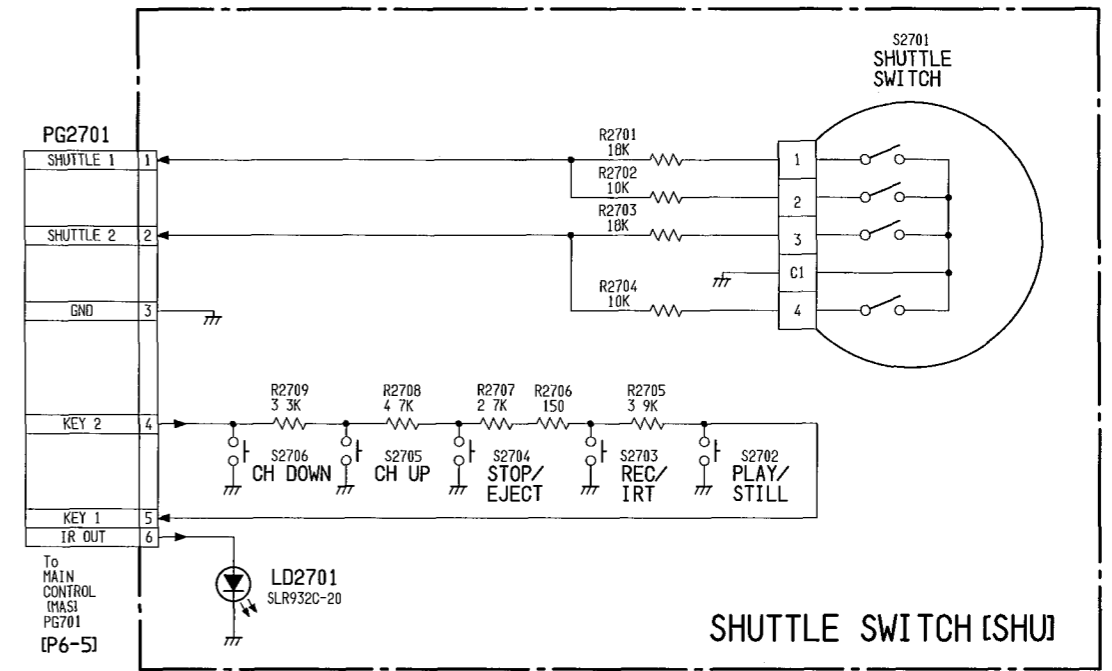 S2701
SHUTTLE
SWITCH
PG2701
SHUTTLE 1 1
SHUTTLE 2 2
GND 3
KEY 2 4
KEY 1 5
IR OUT 6
To
MAIN
CONTROL
[MAS]
PG701
[P6-5]
R2701
18K
R2702
10K
R2703
18K
R2704
10K
1
2
3
C1
4
R2709
3 3K
R2708
4 7K
R2707
2 7K
R2706
150
R2705
3 9K
S2706
CH DOWN
S2705
CH UP
S2704
STOP/
EJECT
S2703
REC/
IRT
S2702
PLAY/
STILL
LD2701
SLR932C-20
SHUTTLE SWITCH [SHU]